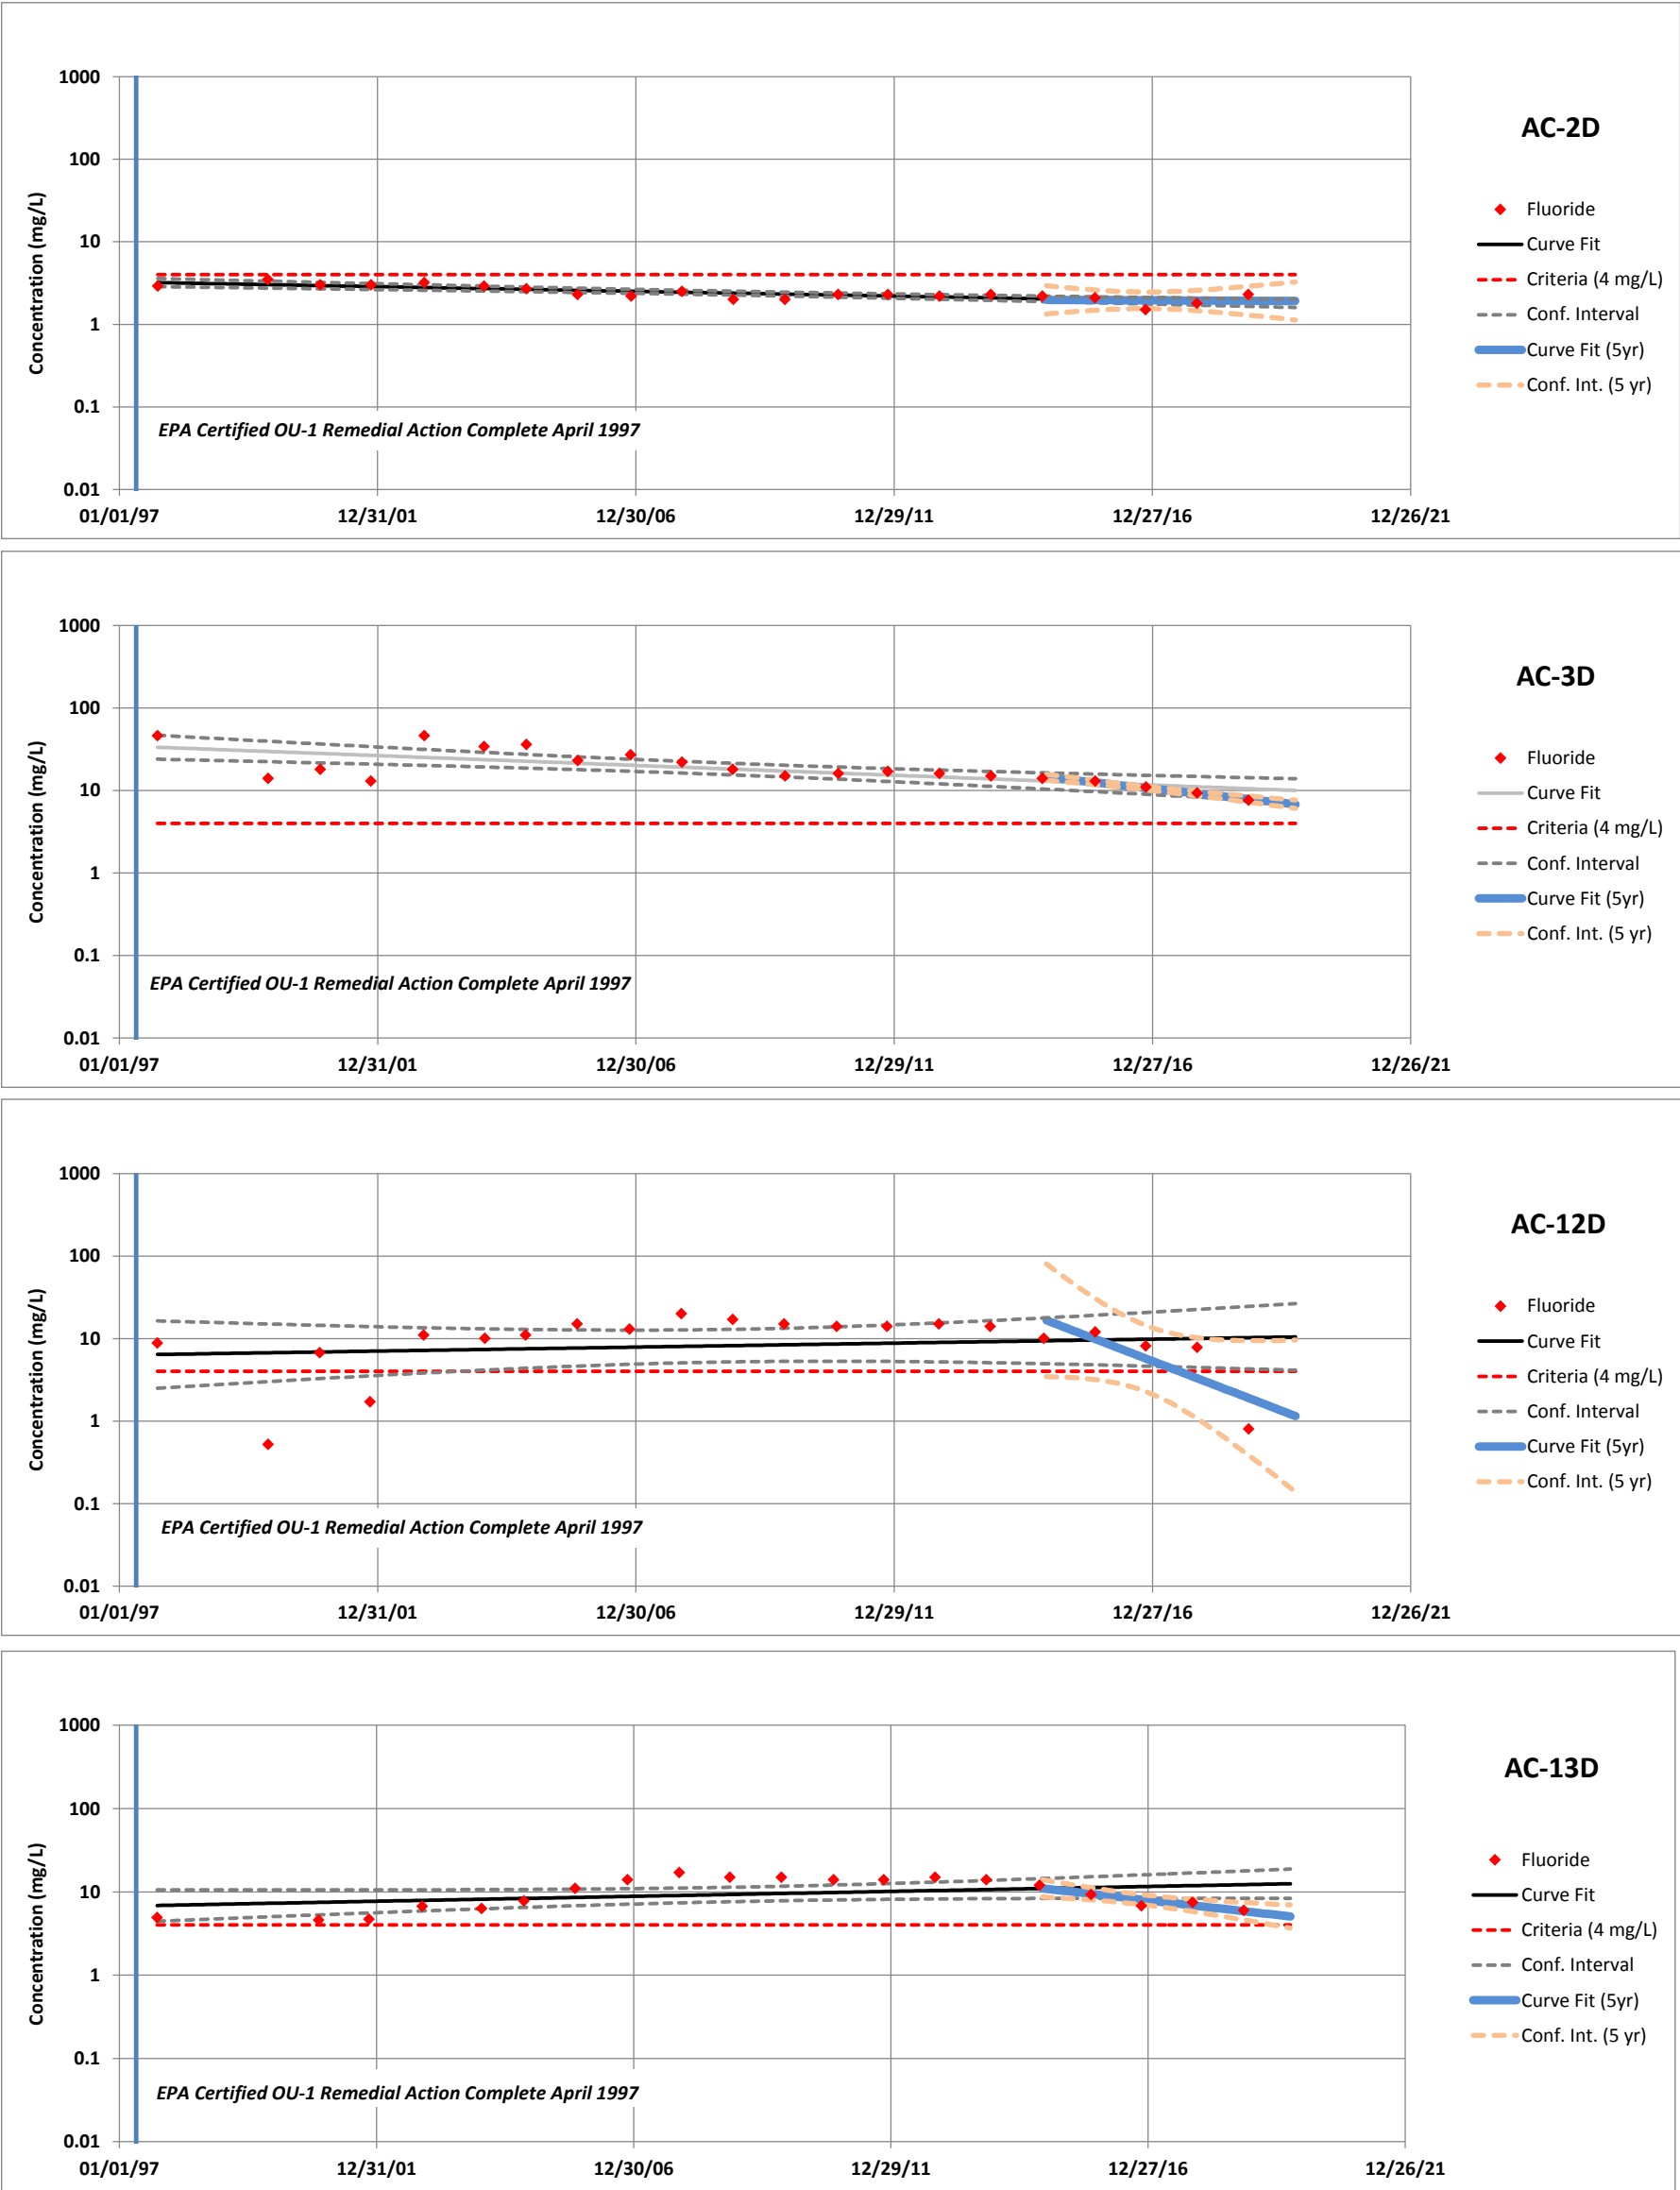 AC-2D
Concentration (mg/L)
1000
100
10
1
0.1
0.01
01/01/97 12/31/01 12/30/06 12/29/11 12/27/16 12/26/21
EPA Certified OU-1 Remedial Action Complete April 1997
Fluoride
Curve Fit
Criteria (4 mg/L)
Conf. Interval
Curve Fit (5yr)
Conf. Int. (5 yr)
AC-3D
Concentration (mg/L)
1000
100
10
1
0.1
0.01
01/01/97 12/31/01 12/30/06 12/29/11 12/27/16 12/26/21
EPA Certified OU-1 Remedial Action Complete April 1997
Fluoride
Curve Fit
Criteria (4 mg/L)
Conf. Interval
Curve Fit (5yr)
Conf. Int. (5 yr)
AC-12D
Concentration (mg/L)
1000
100
10
1
0.1
0.01
01/01/97 12/31/01 12/30/06 12/29/11 12/27/16 12/26/21
EPA Certified OU-1 Remedial Action Complete April 1997
Fluoride
Curve Fit
Criteria (4 mg/L)
Conf. Interval
Curve Fit (5yr)
Conf. Int. (5 yr)
AC-13D
Concentration (mg/L)
1000
100
10
1
0.1
0.01
01/01/97 12/31/01 12/30/06 12/29/11 12/27/16 12/26/21
EPA Certified OU-1 Remedial Action Complete April 1997
Fluoride
Curve Fit
Criteria (4 mg/L)
Conf. Interval
Curve Fit (5yr)
Conf. Int. (5 yr)